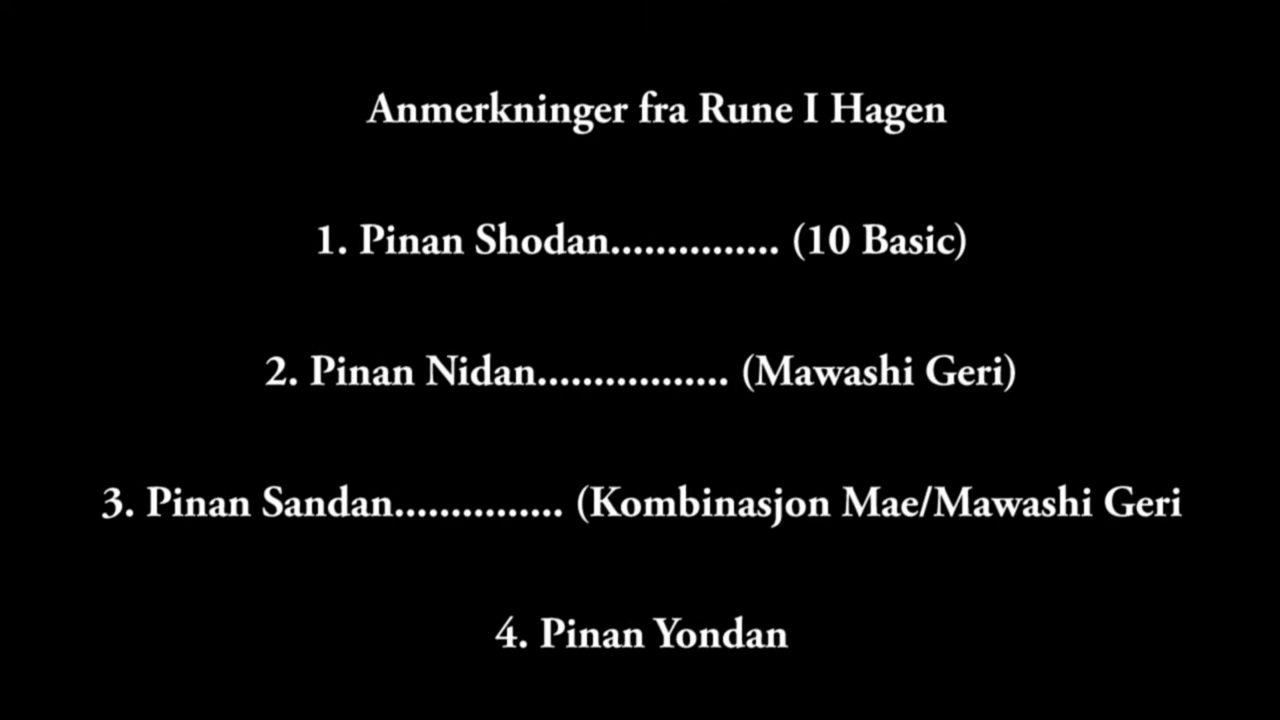 Anmerkninger fra Rune I Hagen
1. Pinan Shodan............... (10 Basic)
2. Pinan Nidan................. (Mawashi Geri)
3. Pinan Sandan............... (Kombinasjon Mae/Mawashi Geri
4. Pinan Yondan